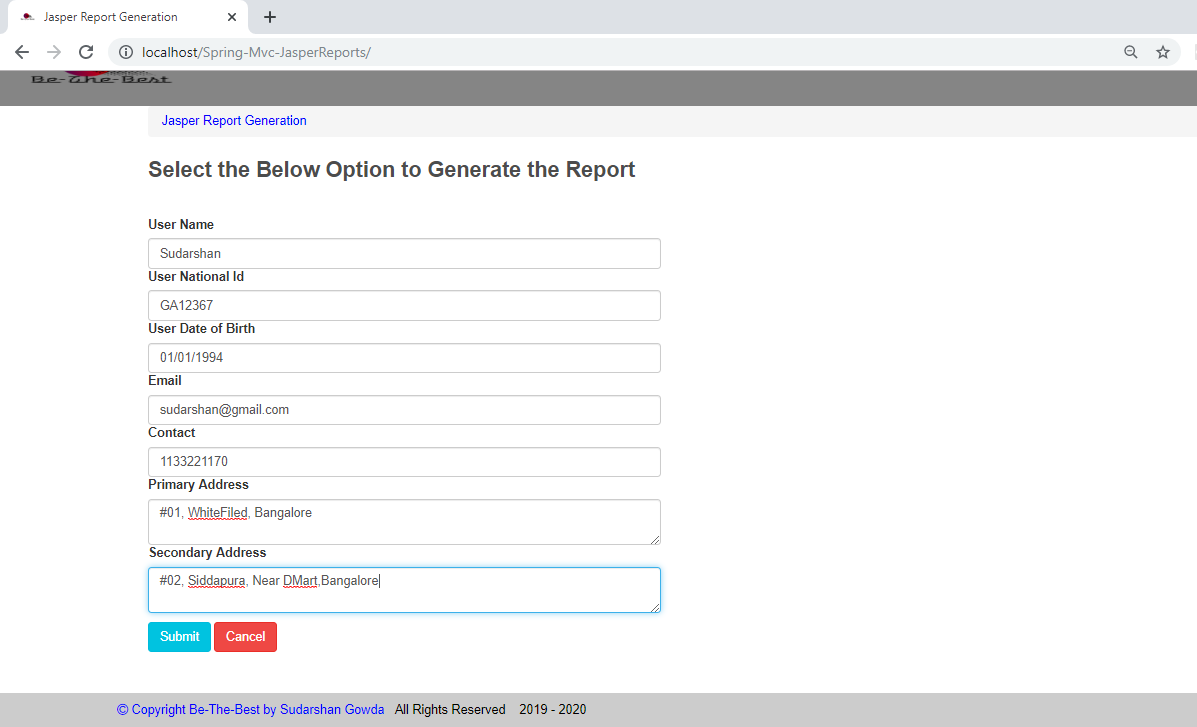 Jasper Report Generation
localhost/Spring-Mvc-JasperReports/
Be-The-Best
Jasper Report Generation
Select the Below Option to Generate the Report
User Name
Sudarshan
User National Id
GA12367
User Date of Birth
01/01/1994
Email
sudarshan@gmail.com
Contact
1133221170
Primary Address
#01, WhiteFiled, Bangalore
Secondary Address
#02, Siddapura, Near DMart,Bangalore
Submit Cancel
© Copyright Be-The-Best by Sudarshan Gowda All Rights Reserved 2019 - 2020